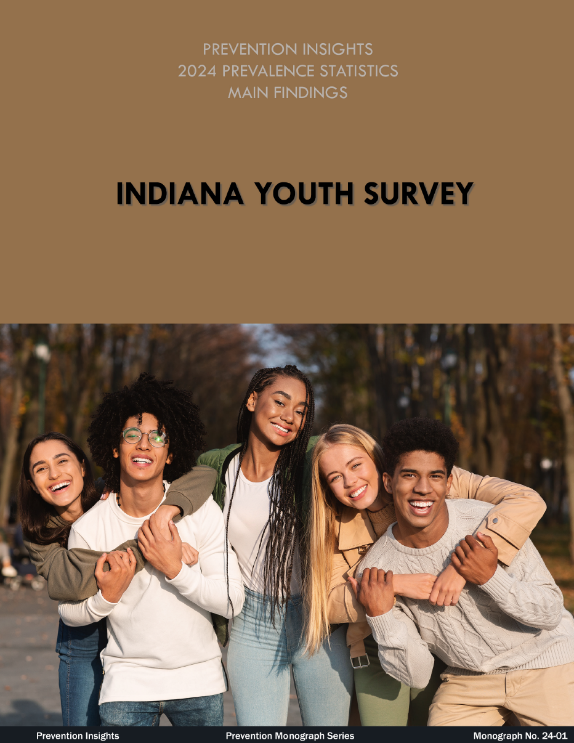 PREVENTION INSIGHTS
2024 PREVALENCE STATISTICS
MAIN FINDINGS
INDIANA YOUTH SURVEY
Prevention Insights Prevention Monograph Series Monograph No. 24-01